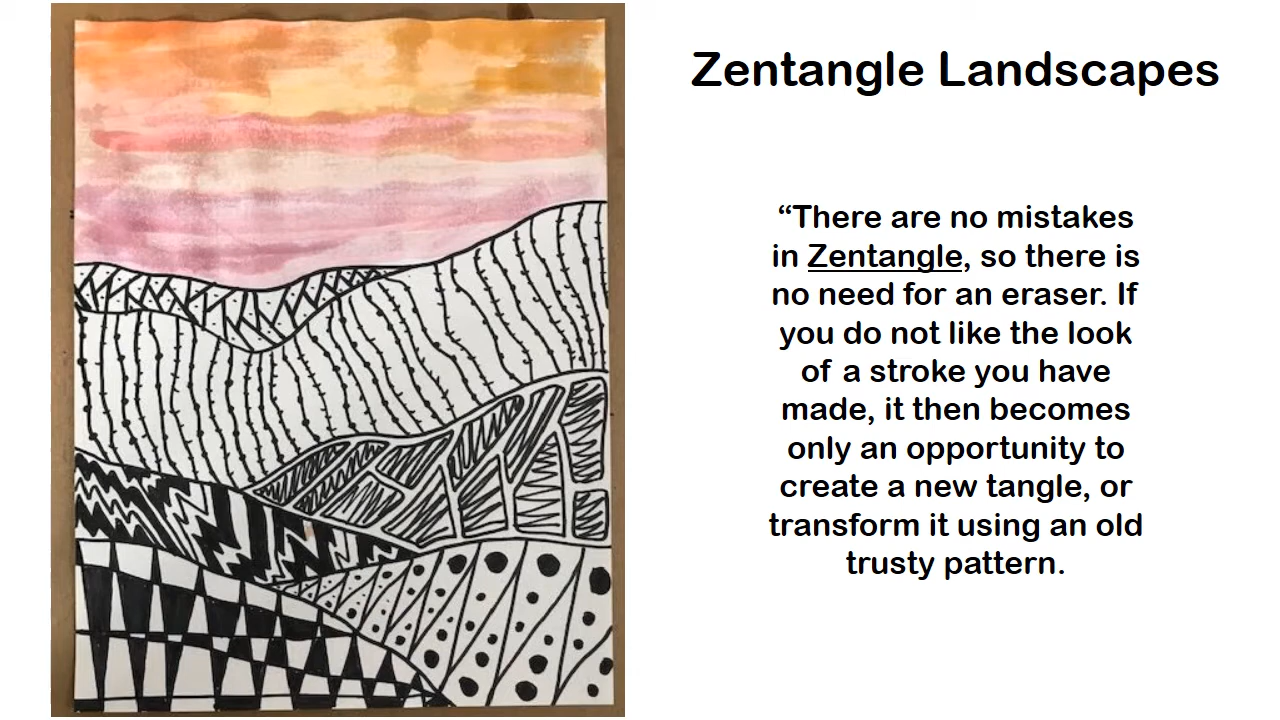 Zentangle Landscapes
“There are no mistakes
in Zentangle, so there is
no need for an eraser. If
you do not like the look
of a stroke you have
made, it then becomes
only an opportunity to
create a new tangle, or
transform it using an old
trusty pattern.